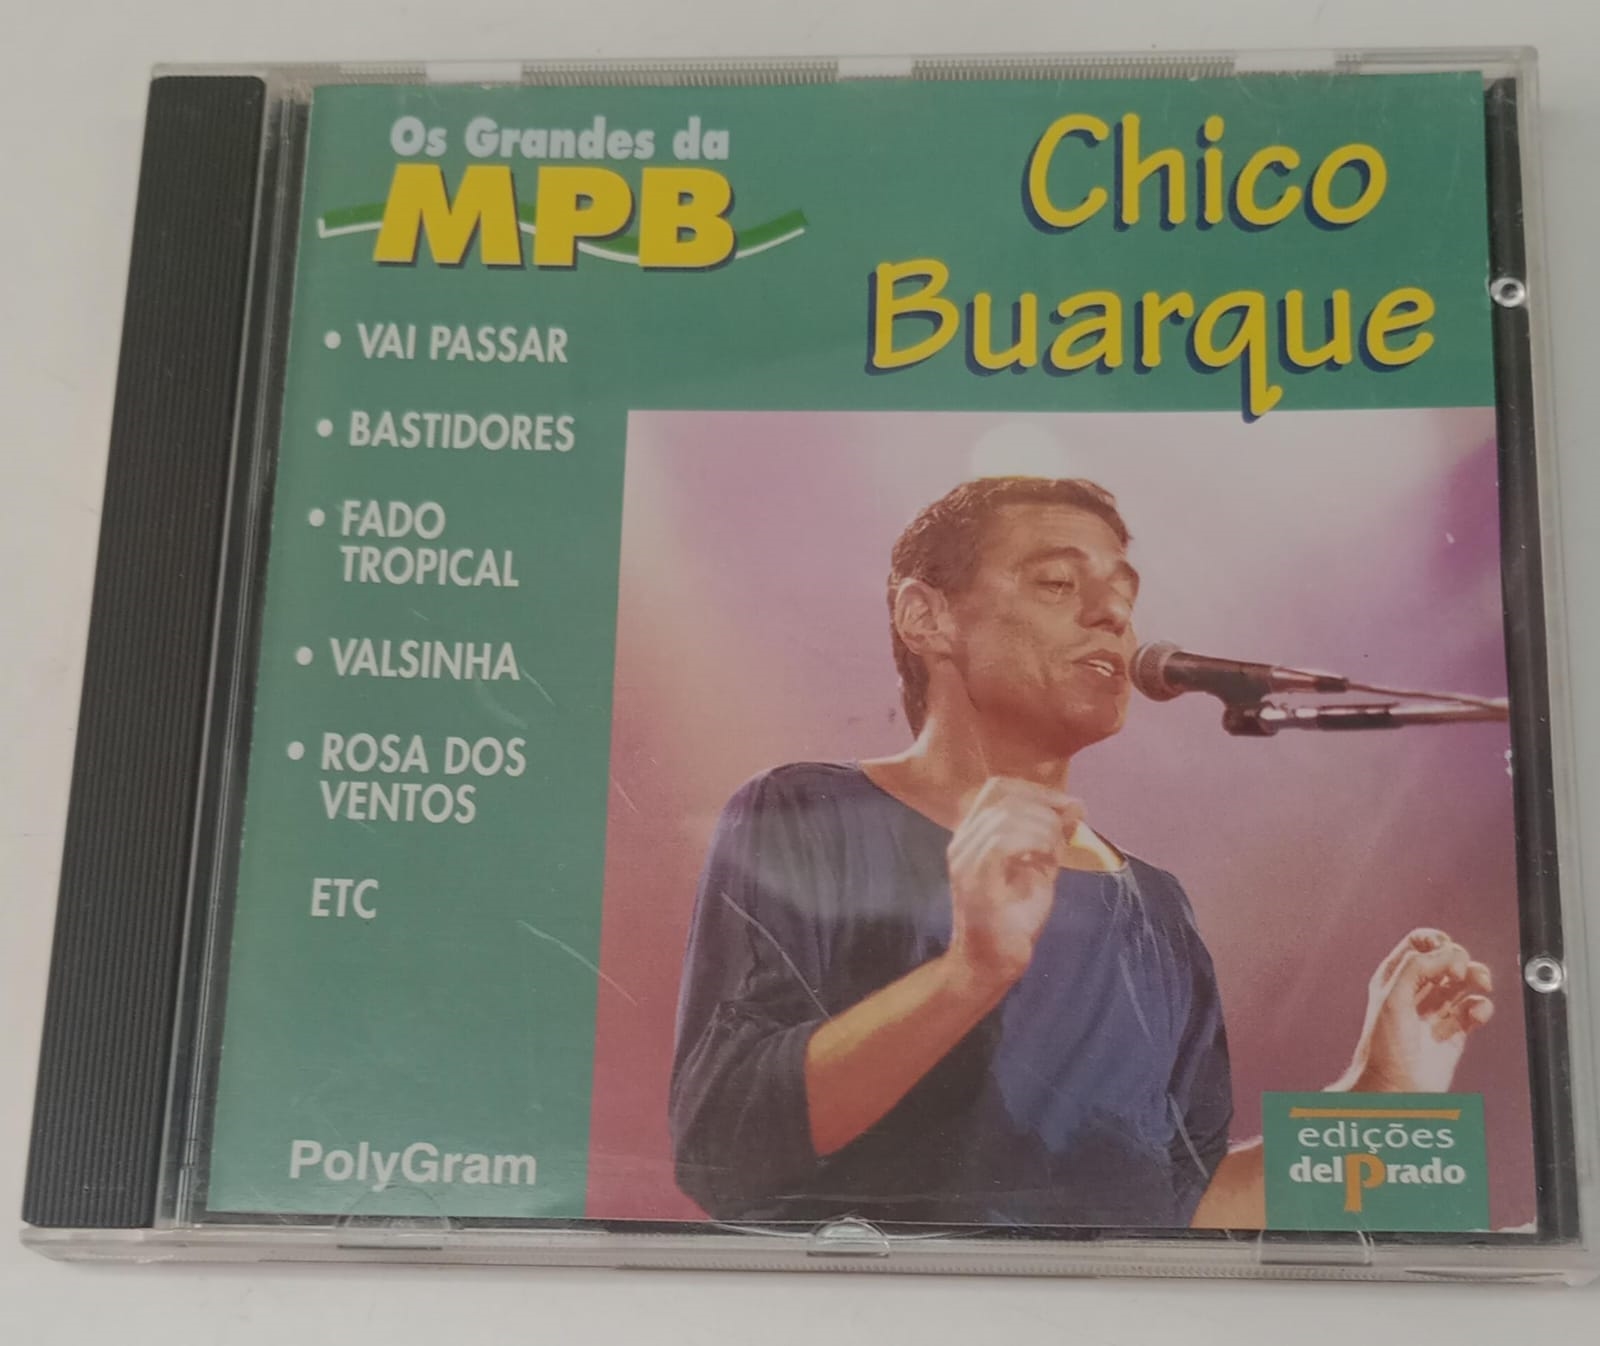 Os Grandes da
MPB
Chico
Buarque
• VAI PASSAR
• BASTIDORES
• FADO
TROPICAL
• VALSINHA
• ROSA DOS
VENTOS
ETC
PolyGram
edições
delPrado